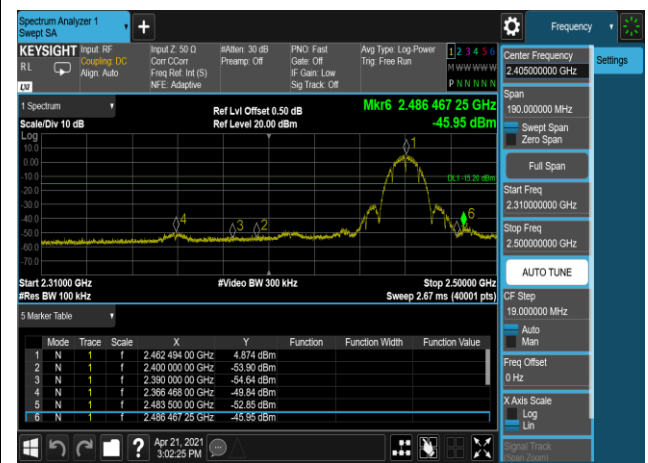 Spectrum Analyzer 1
Swept SA
Frequency
KEYSIGHT
RL
LXI
Input: RF
Coupling: DC
Align: Auto
Input Z: 50 Ω
Corr CCorr
Freq Ref: Int (S)
NFE: Adaptive
#Atten: 30 dB
Preamp: Off
PNO: Fast
Gate: Off
IF Gain: Low
Sig Track: Off
Avg Type: Log-Power
Trig: Free Run
1 2 3 4 5 6
M W W W W W
P N N N N N
1 Spectrum
Scale/Div 10 dB
Ref Lvl Offset 0.50 dB
Ref Level 20.00 dBm
Mkr6 2.486 467 25 GHz
-45.95 dBm
Log
10.0
0.00
-10.0
-20.0
-30.0
-40.0
-50.0
-60.0
-70.0
1
DL1 -15.20 dBm
4
3
2
6
Start 2.31000 GHz
#Res BW 100 kHz
#Video BW 300 kHz
Stop 2.50000 GHz
Sweep 2.67 ms (40001 pts)
5 Marker Table
Mode Trace Scale X Y Function Function Width Function Value
1 N 1 f 2.462 494 00 GHz 4.874 dBm
2 N 1 f 2.400 000 00 GHz -53.90 dBm
3 N 1 f 2.390 000 00 GHz -54.64 dBm
4 N 1 f 2.366 468 00 GHz -49.84 dBm
5 N 1 f 2.483 500 00 GHz -52.85 dBm
6 N 1 f 2.486 467 25 GHz -45.95 dBm
?
Apr 21, 2021
3:02:25 PM
Center Frequency
2.405000000 GHz
Settings
Span
190.000000 MHz
Swept Span
Zero Span
Full Span
Start Freq
2.310000000 GHz
Stop Freq
2.500000000 GHz
AUTO TUNE
CF Step
19.000000 MHz
Auto
Man
Freq Offset
0 Hz
X Axis Scale
Log
Lin
Signal Track
(Span Zoom)